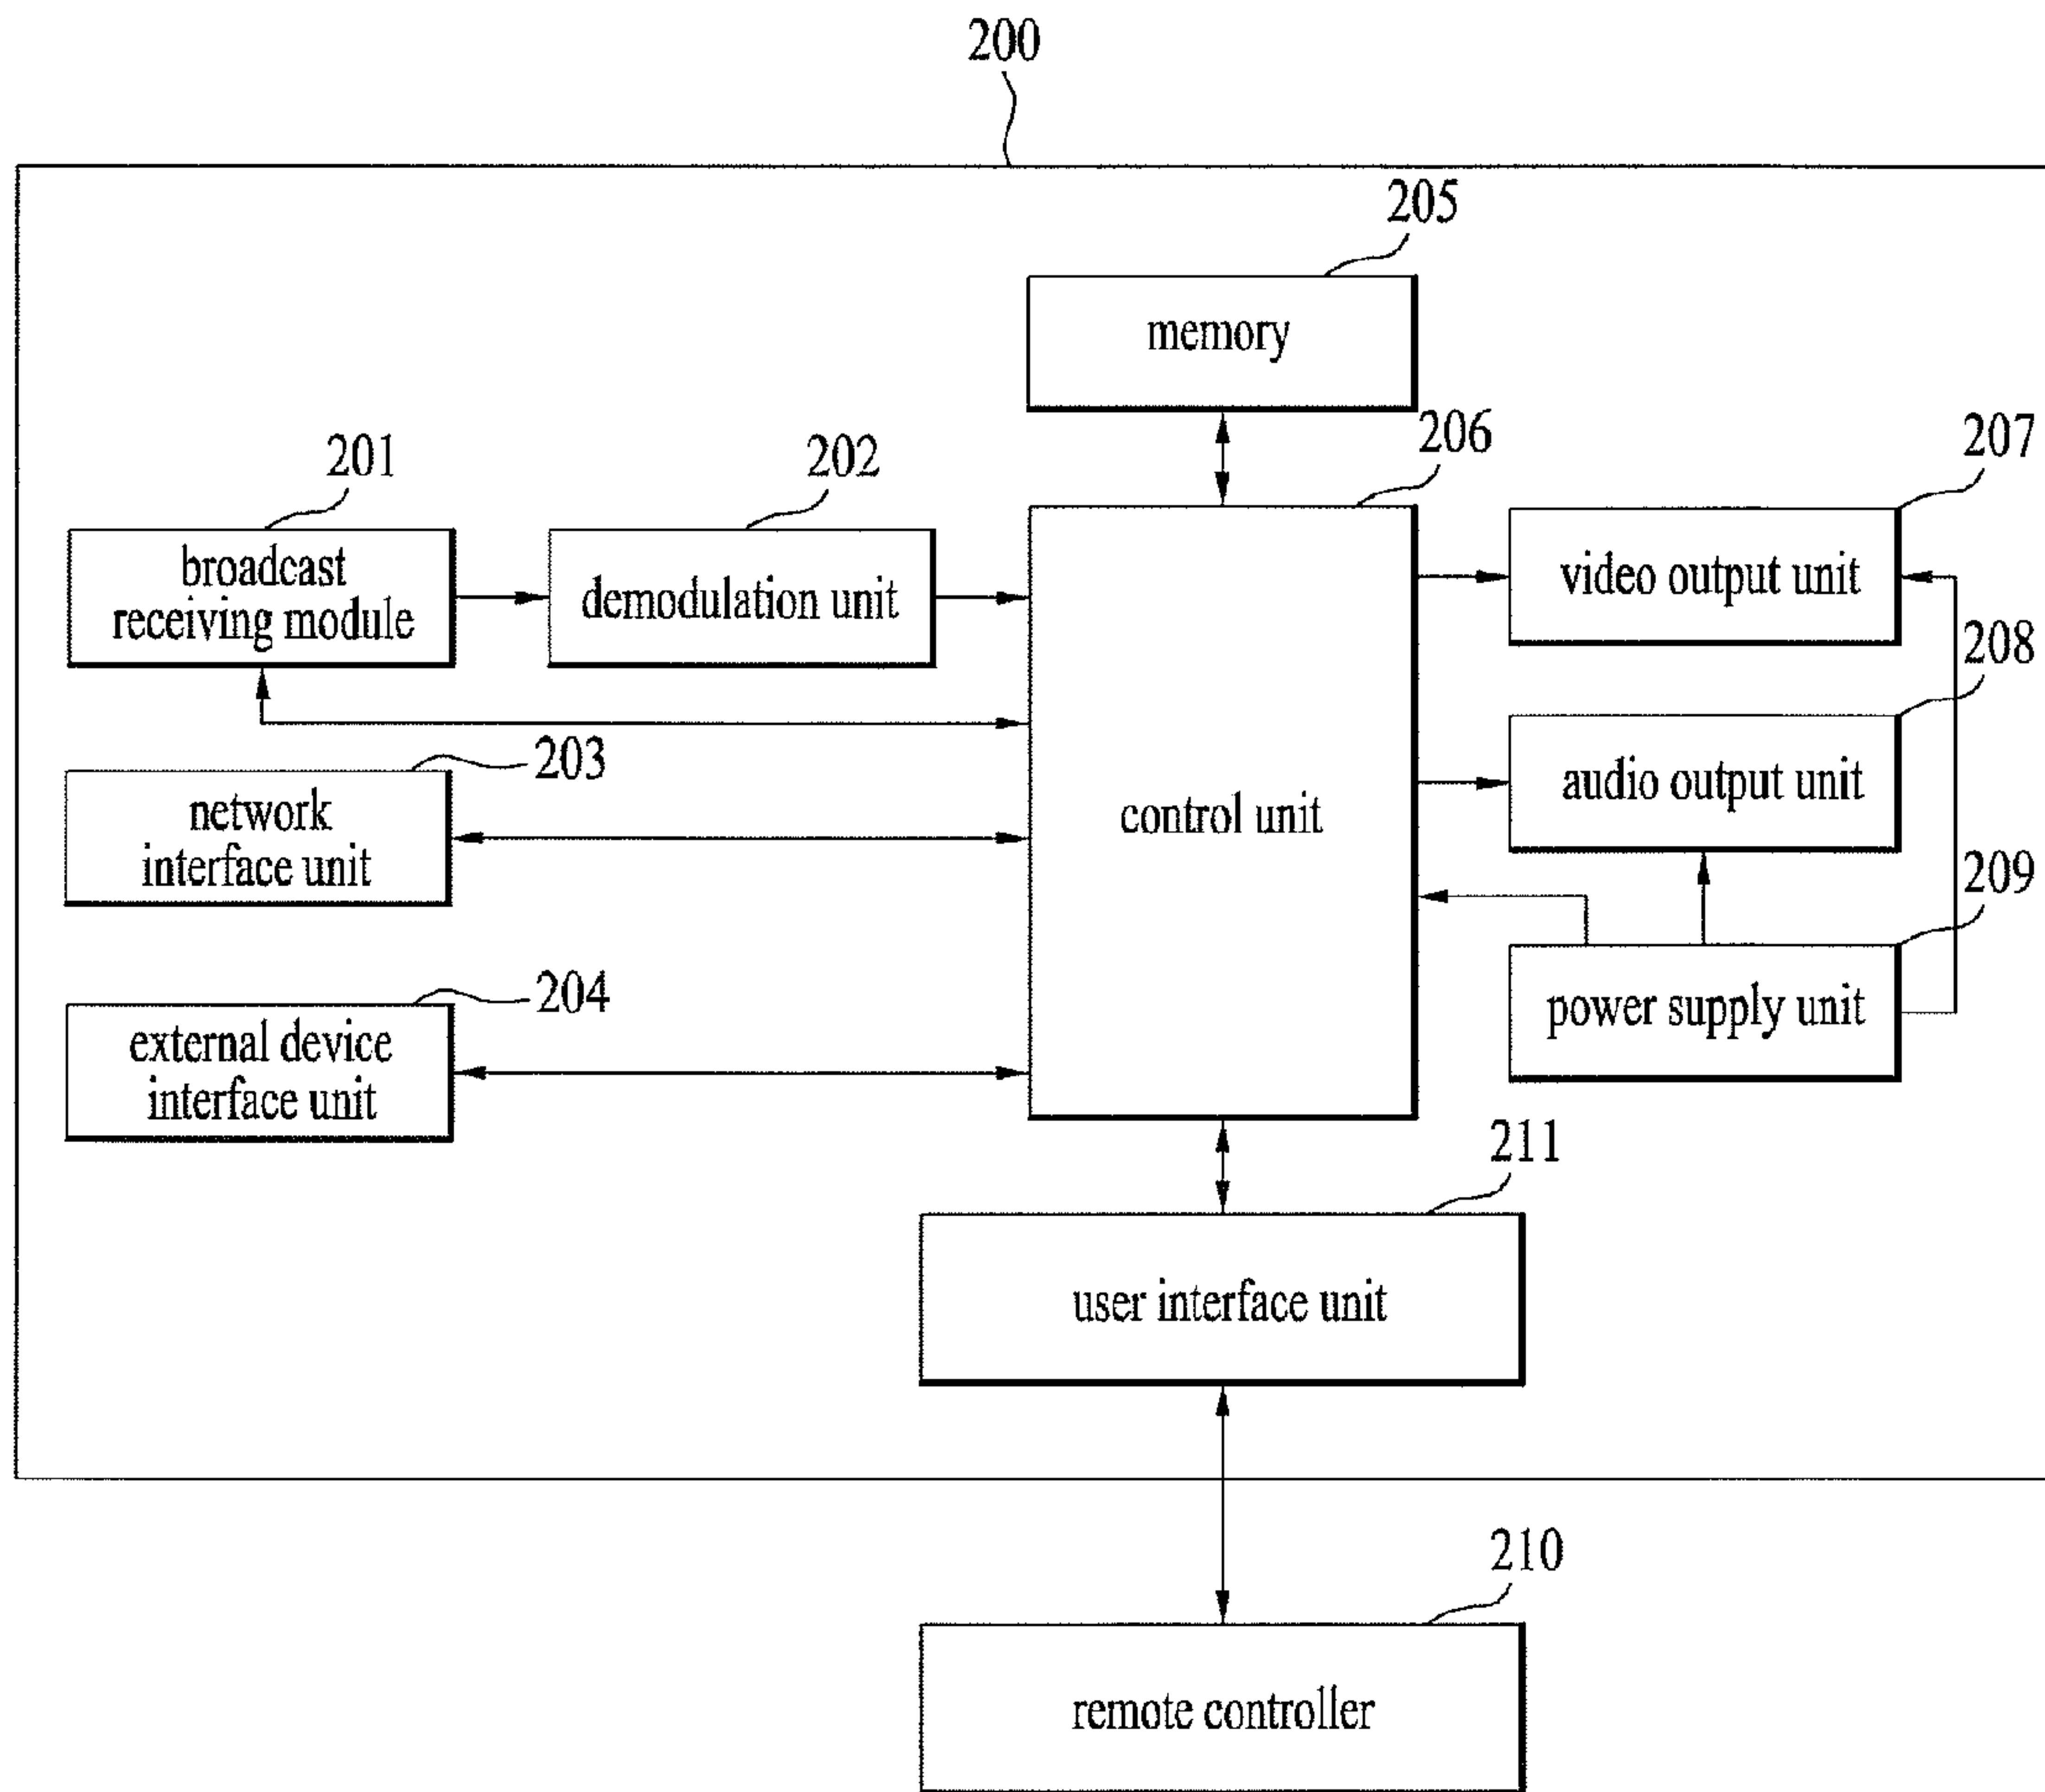 200
205
memory
206
201
202
207
broadcast
receiving module
demodulation unit
video output unit
208
203
network
interface unit
control unit
audio output unit
209
204
external device
interface unit
power supply unit
211
user interface unit
210
remote controller